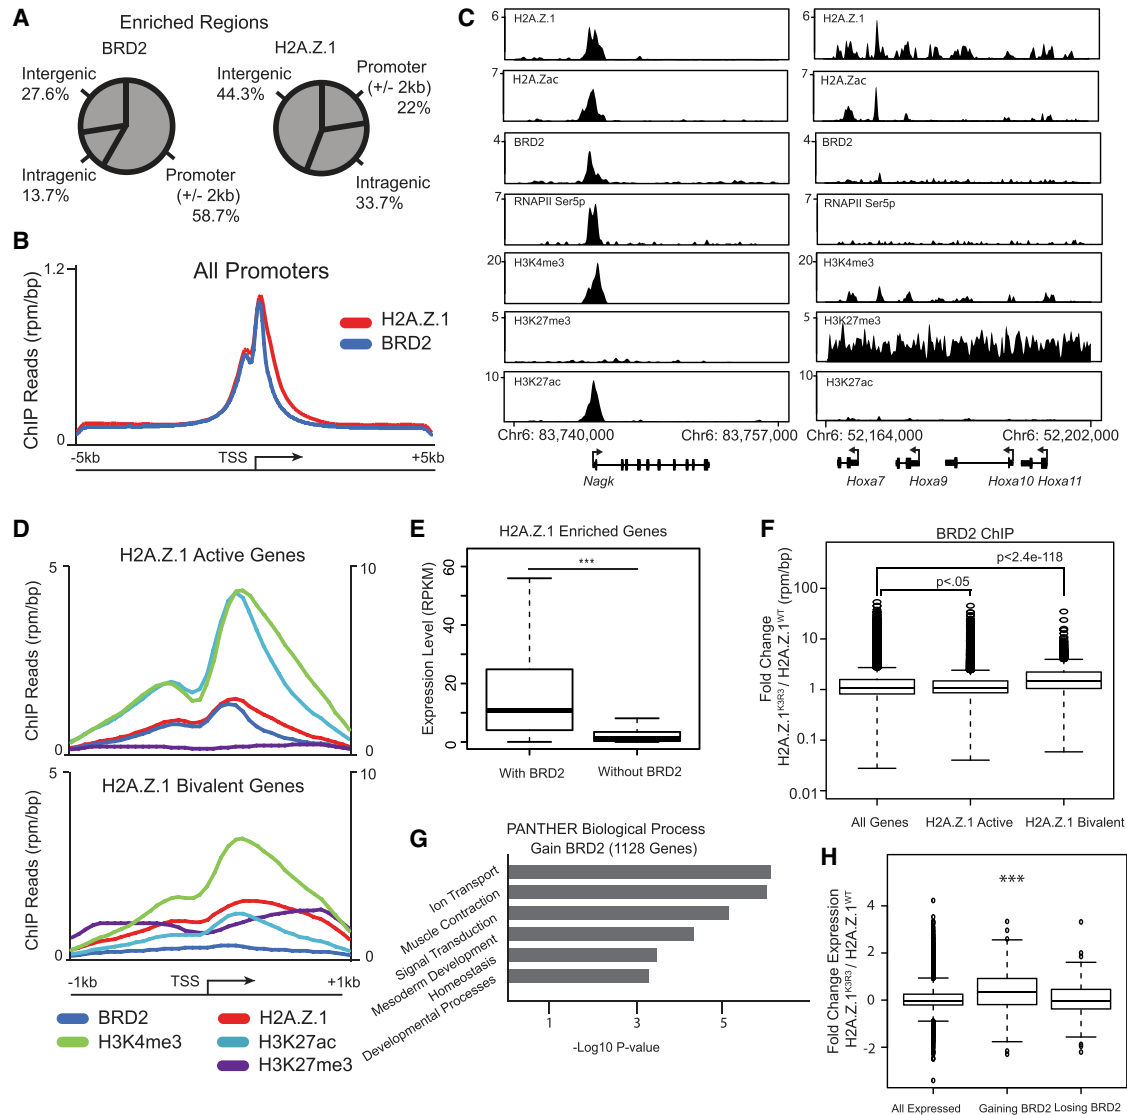 A
Enriched Regions
BRD2
H2A.Z.1
Intergenic
27.6%
Intragenic
13.7%
Promoter
(+/- 2kb)
58.7%
Intergenic
44.3%
Promoter
(+/- 2kb)
22%
Intragenic
33.7%
B
All Promoters
ChIP Reads (rpm/bp)
1.2
0
H2A.Z.1
BRD2
-5kb
TSS
+5kb
C
6
H2A.Z.1
7
H2A.Zac
4
BRD2
7
RNAPII Ser5p
20
H3K4me3
5
H3K27me3
10
H3K27ac
Chr6: 83,740,000
Chr6: 83,757,000
Nagk
6
H2A.Z.1
7
H2A.Zac
4
BRD2
7
RNAPII Ser5p
20
H3K4me3
5
H3K27me3
10
H3K27ac
Chr6: 52,164,000
Chr6: 52,202,000
Hoxa7
Hoxa9
Hoxa10
Hoxa11
D
H2A.Z.1 Active Genes
ChIP Reads (rpm/bp)
5
0
10
0
H2A.Z.1 Bivalent Genes
ChIP Reads (rpm/bp)
5
0
10
0
-1kb
TSS
+1kb
BRD2
H3K4me3
H2A.Z.1
H3K27ac
H3K27me3
E
H2A.Z.1 Enriched Genes
Expression Level (RPKM)
60
40
20
0
***
With BRD2
Without BRD2
F
BRD2 ChIP
Fold Change
H2A.Z.1K3R3 / H2A.Z.1WT (rpm/bp)
100
10
1
0.1
0.01
p<2.4e-118
p<.05
All Genes
H2A.Z.1 Active
H2A.Z.1 Bivalent
G
PANTHER Biological Process
Gain BRD2 (1128 Genes)
Ion Transport
Muscle Contraction
Signal Transduction
Mesoderm Development
Homeostasis
Developmental Processes
1
3
5
-Log10 P-value
H
Fold Change Expression
H2A.Z.1K3R3 / H2A.Z.1WT
4
2
0
-2
***
All Expressed
Gaining BRD2
Losing BRD2